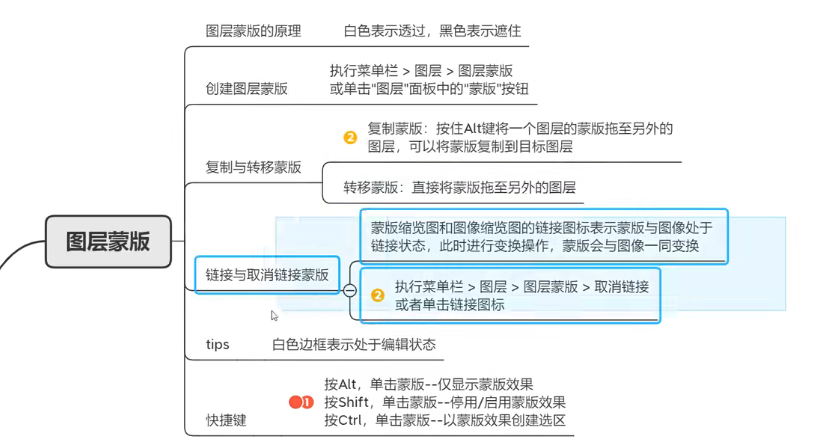 图层蒙版的原理
白色表示透过，黑色表示遮住
创建图层蒙版
执行菜单栏 > 图层 > 图层蒙版
或单击"图层"面板中的"蒙版"按钮
复制与转移蒙版
2
复制蒙版：按住Alt键将一个图层的蒙版拖至另外的
图层，可以将蒙版复制到目标图层
转移蒙版：直接将蒙版拖至另外的图层
图层蒙版
链接与取消链接蒙版
蒙版缩览图和图像缩览图的链接图标表示蒙版与图像处于
链接状态，此时进行变换操作，蒙版会与图像一同变换
2
执行菜单栏 > 图层 > 图层蒙版 > 取消链接
或者单击链接图标
tips
白色边框表示处于编辑状态
快捷键
1
按Alt，单击蒙版--仅显示蒙版效果
按Shift，单击蒙版--停用/启用蒙版效果
按Ctrl，单击蒙版--以蒙版效果创建选区